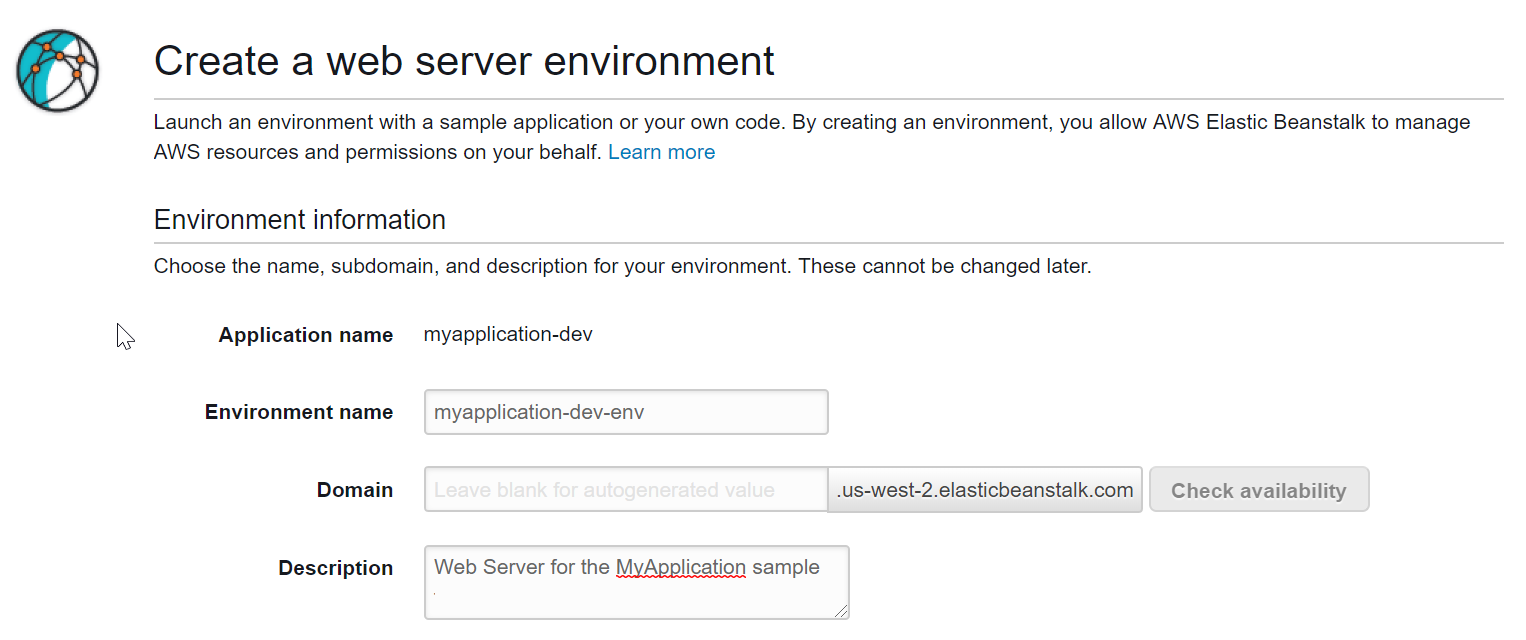 Create a web server environment
Launch an environment with a sample application or your own code. By creating an environment, you allow AWS Elastic Beanstalk to manage
AWS resources and permissions on your behalf. Learn more
Environment information
Choose the name, subdomain, and description for your environment. These cannot be changed later.
Application name myapplication-dev
Environment name myapplication-dev-env
Domain Leave blank for autogenerated value .us-west-2.elasticbeanstalk.com Check availability
Description Web Server for the MyApplication sample
.